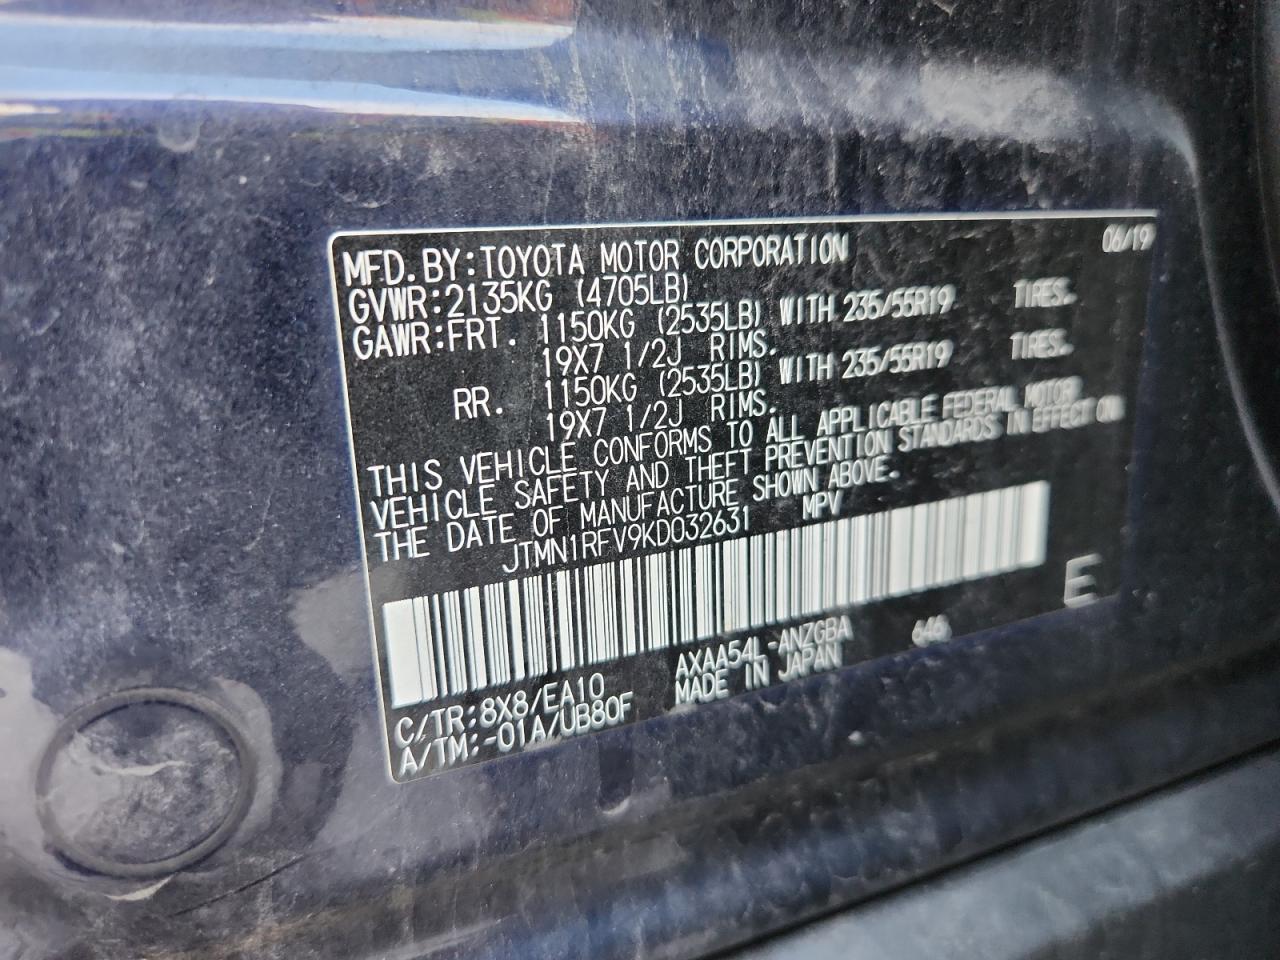 MFD.BY:TOYOTA MOTOR CORPORATION 06/19
GVWR:2135KG (4705LB)
GAWR:FRT. 1150KG (2535LB) WITH 235/55R19 TIRES.
19X7 1/2J RIMS.
RR. 1150KG (2535LB) WITH 235/55R19 TIRES.
19X7 1/2J RIMS.
THIS VEHICLE CONFORMS TO ALL APPLICABLE FEDERAL MOTOR
VEHICLE SAFETY AND THEFT PREVENTION STANDARDS IN EFFECT ON
THE DATE OF MANUFACTURE SHOWN ABOVE.
JTMN1RFV9KD032631 MPV
E
C/TR:8X8/EA10 AXAA54L-ANZGBA 646
A/TM:-01A/UB80F MADE IN JAPAN